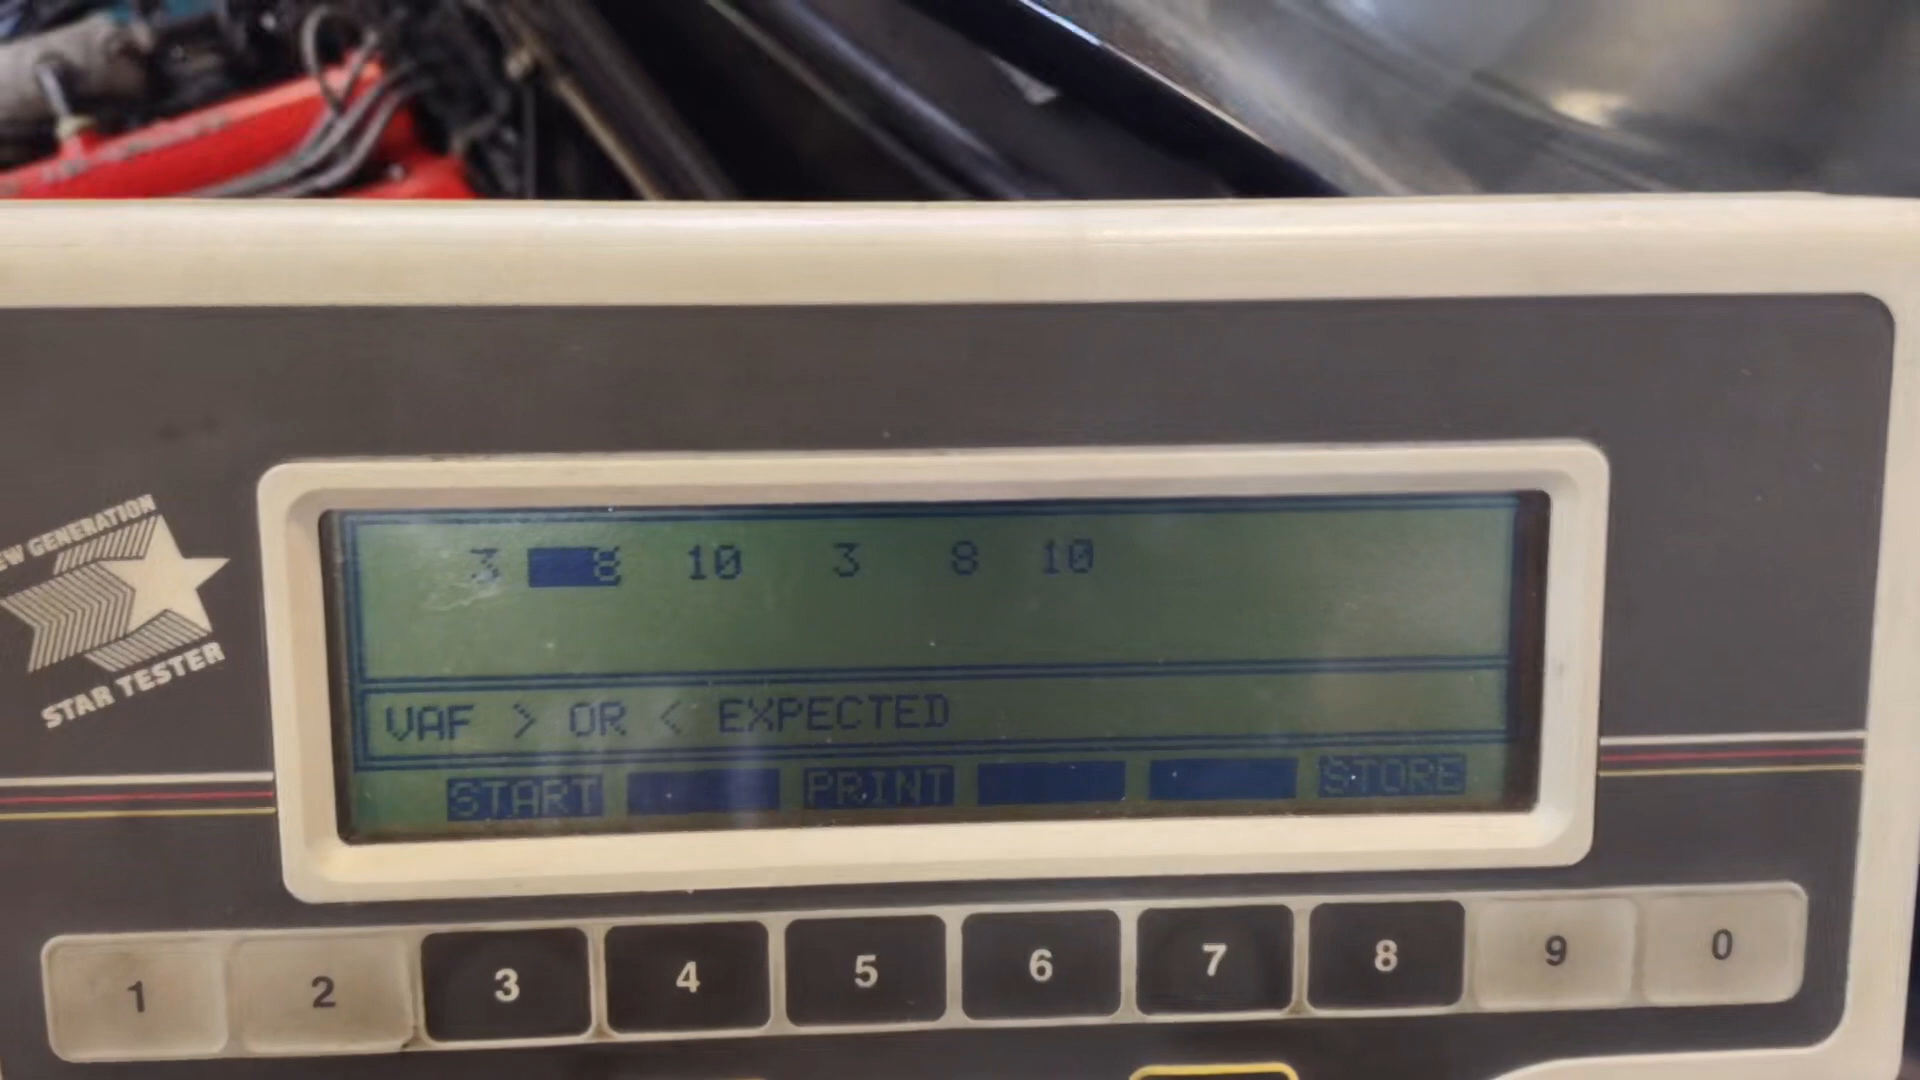 NEW GENERATION
STAR TESTER
3 8 10 3 8 10
VAF > OR < EXPECTED
START PRINT STORE
1 2 3 4 5 6 7 8 9 0